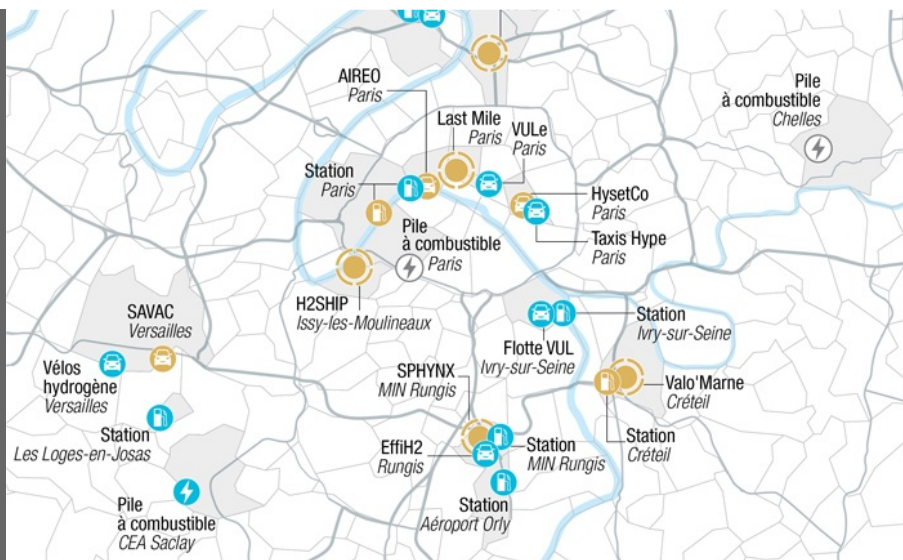 AIREO
Paris
Pile
à combustible
Chelles
Last Mile
Paris
VULe
Paris
Station
Paris
HysetCo
Paris
Pile
à combustible
Paris
Taxis Hype
Paris
H2SHIP
Issy-les-Moulineaux
SAVAC
Versailles
Station
Ivry-sur-Seine
Flotte VUL
Ivry-sur-Seine
Vélos
hydrogène
Versailles
SPHYNX
MIN Rungis
Valo'Marne
Créteil
Station
Les Loges-en-Josas
EffiH2
Rungis
Station
MIN Rungis
Station
Créteil
Pile
à combustible
CEA Saclay
Station
Aéroport Orly